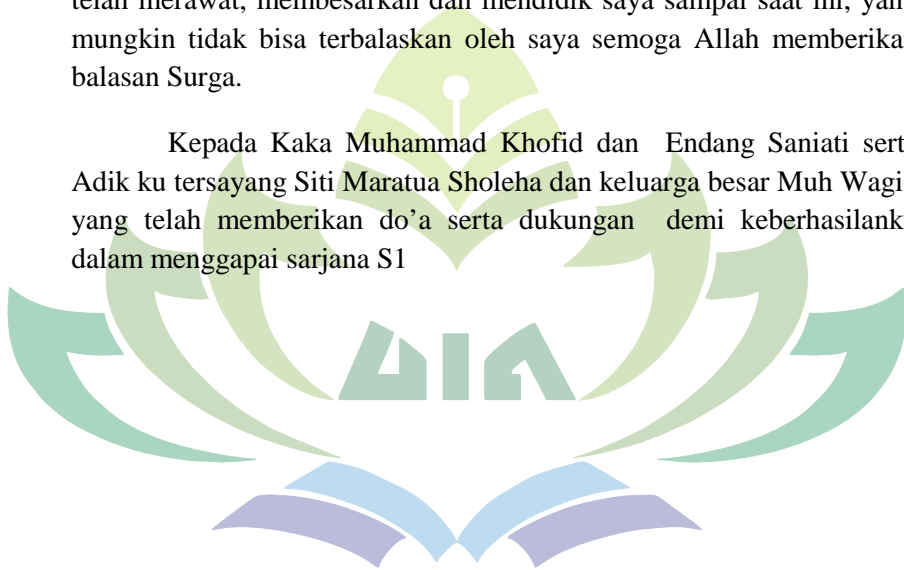 telah merawat, membesarkan dan mendidik saya sampai saat ini, yan
mungkin tidak bisa terbalaskan oleh saya semoga Allah memberika
balasan Surga.
Kepada Kaka Muhammad Khofid dan Endang Saniati sert
Adik ku tersayang Siti Maratua Sholeha dan keluarga besar Muh Wagi
yang telah memberikan do’a serta dukungan demi keberhasilank
dalam menggapai sarjana S1
UIN